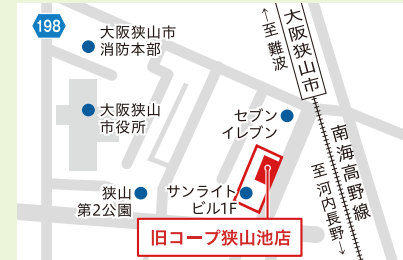 198
大阪狭山市
消防本部
←至 難波
大阪狭山市
大阪狭山
市役所
セブン
イレブン
南海高野線
至 河内長野→
狭山
第2公園
サンライト
ビル1F
旧コープ狭山池店